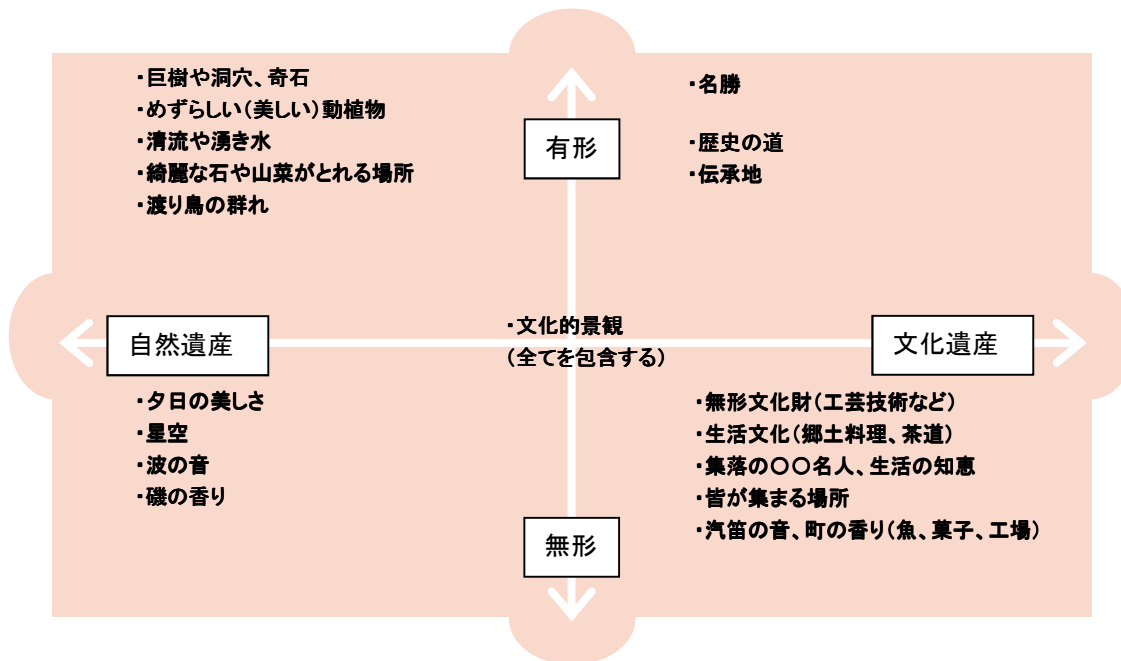 ・巨樹や洞穴、奇石
・めずらしい(美しい)動植物
・清流や湧き水
・綺麗な石や山菜がとれる場所
・渡り鳥の群れ
有形
・名勝
・歴史の道
・伝承地
自然遺産
・文化的景観
(全てを包含する)
文化遺産
・夕日の美しさ
・星空
・波の音
・磯の香り
・無形文化財(工芸技術など)
・生活文化(郷土料理、茶道)
・集落の〇〇名人、生活の知恵
・皆が集まる場所
・汽笛の音、町の香り(魚、菓子、工場)
無形